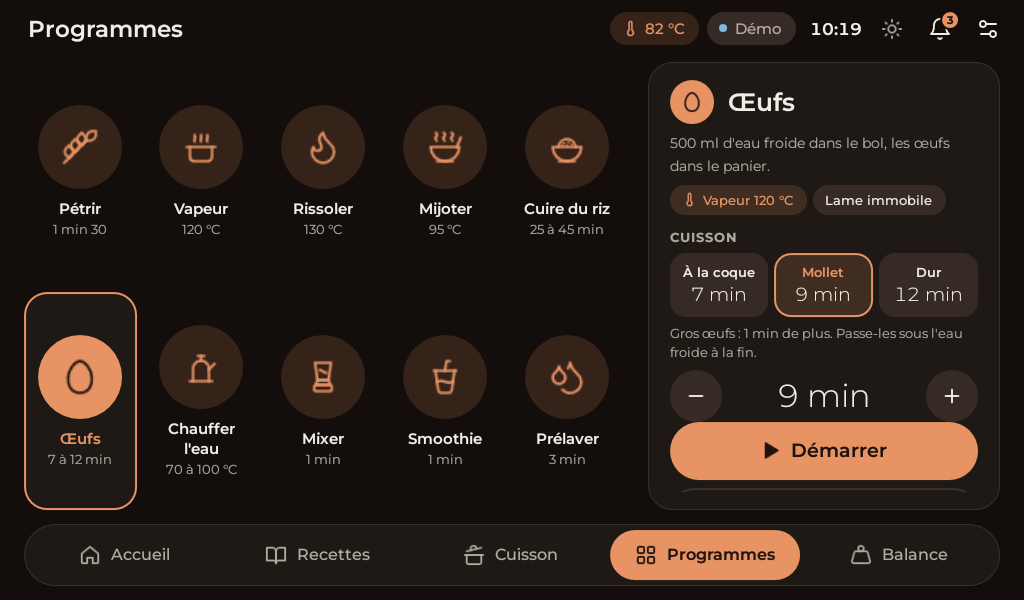 Programmes
82 °C
Démo
10:19
3
Pétrir
1 min 30
Vapeur
120 °C
Rissoler
130 °C
Mijoter
95 °C
Cuire du riz
25 à 45 min
Œufs
7 à 12 min
Chauffer
l'eau
70 à 100 °C
Mixer
1 min
Smoothie
1 min
Prélaver
3 min
Œufs
500 ml d'eau froide dans le bol, les œufs
dans le panier.
Vapeur 120 °C
Lame immobile
CUISSON
À la coque
7 min
Mollet
9 min
Dur
12 min
Gros œufs : 1 min de plus. Passe-les sous l'eau
froide à la fin.
− 9 min +
Démarrer
Accueil
Recettes
Cuisson
Programmes
Balance